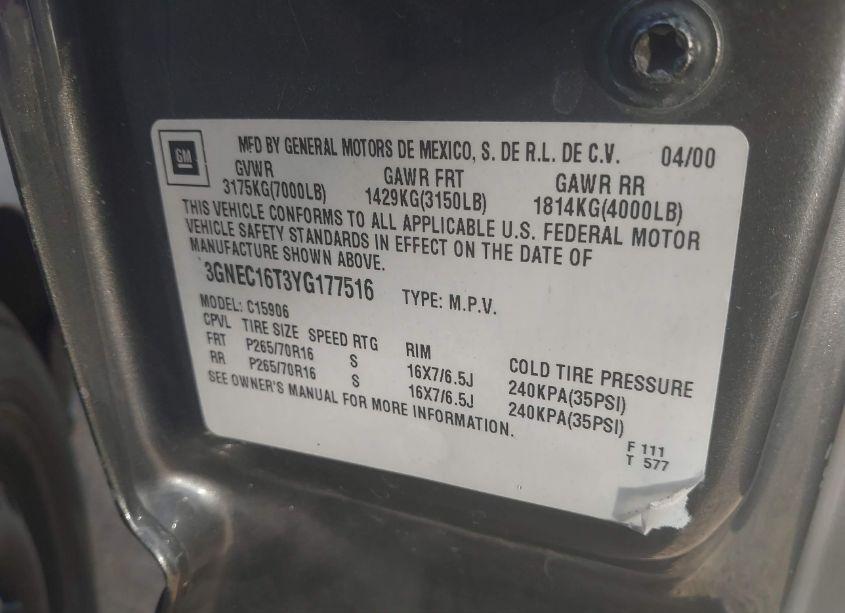 GM
MFD BY GENERAL MOTORS DE MEXICO, S. DE R.L. DE C.V. 04/00
GVWR GAWR FRT GAWR RR
3175KG(7000LB) 1429KG(3150LB) 1814KG(4000LB)
THIS VEHICLE CONFORMS TO ALL APPLICABLE U.S. FEDERAL MOTOR
VEHICLE SAFETY STANDARDS IN EFFECT ON THE DATE OF
MANUFACTURE SHOWN ABOVE.
3GNEC16T3YG177516 TYPE: M.P.V.
MODEL: C15906
CPVL TIRE SIZE SPEED RTG RIM COLD TIRE PRESSURE
FRT P265/70R16 S 16X7/6.5J 240KPA(35PSI)
RR P265/70R16 S 16X7/6.5J 240KPA(35PSI)
SEE OWNER'S MANUAL FOR MORE INFORMATION.
F 111
T 577